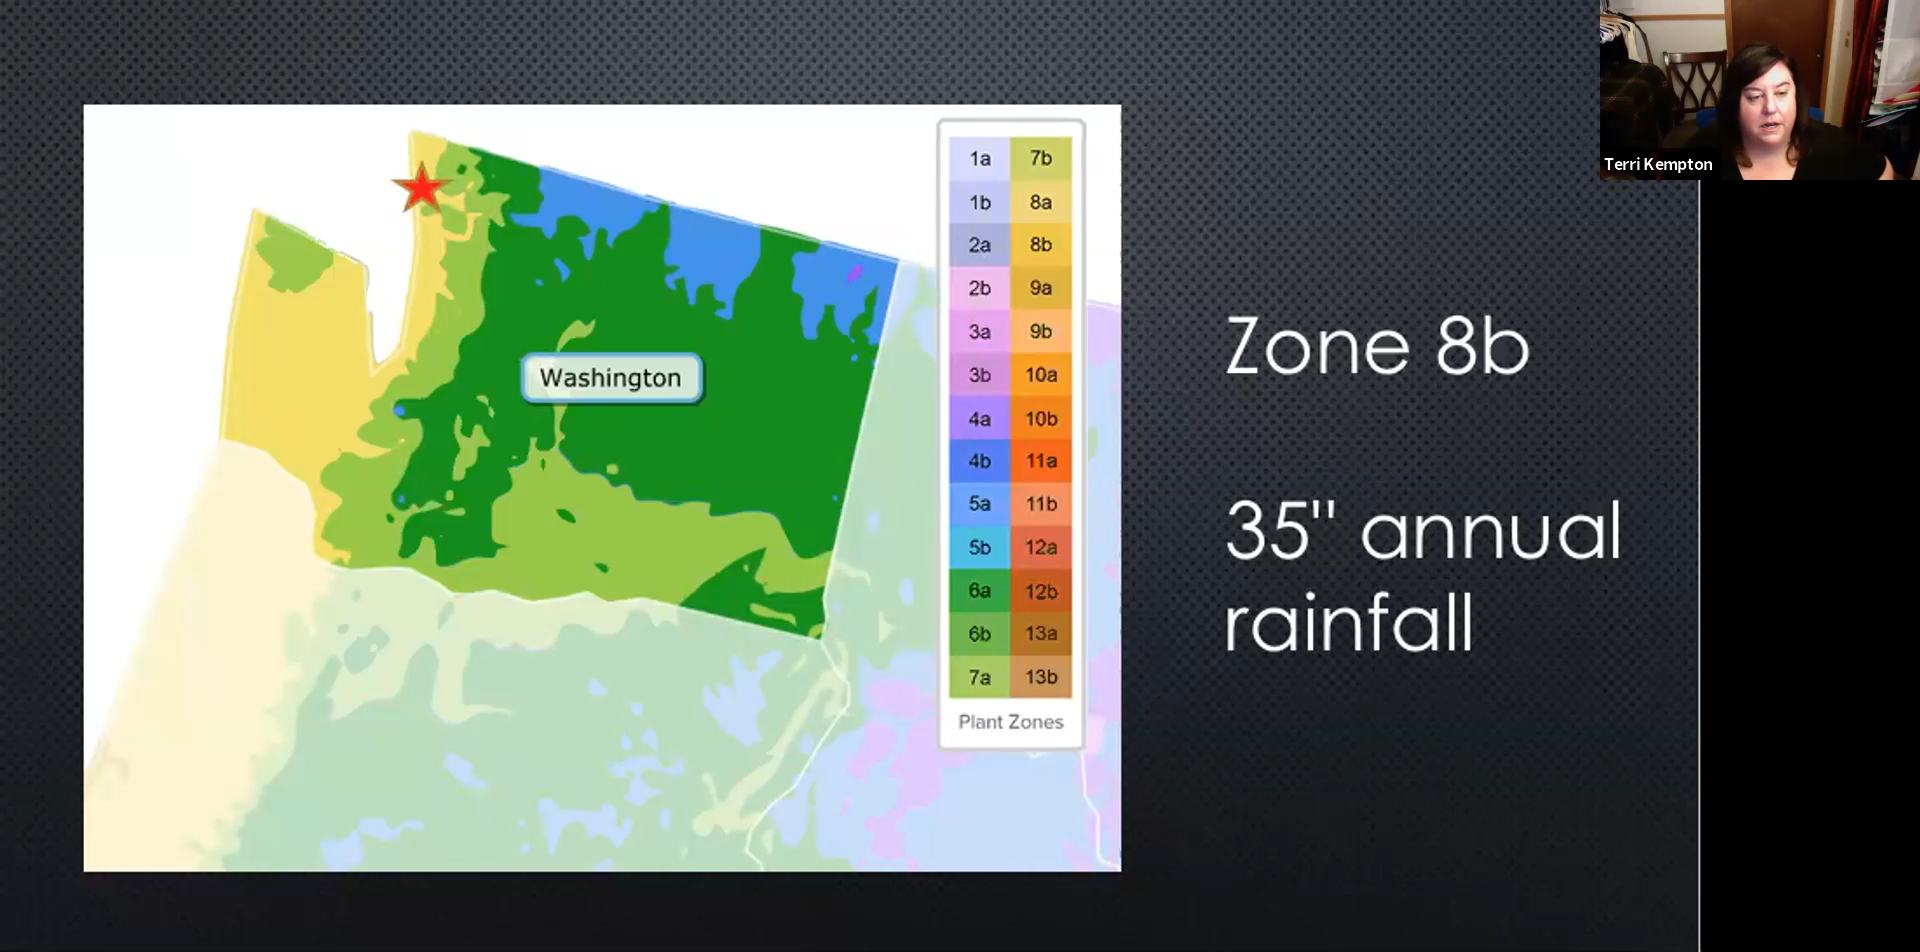 Terri Kempton
1a 7b
1b 8a
2a 8b
2b 9a
3a 9b
3b 10a
4a 10b
4b 11a
5a 11b
5b 12a
6a 12b
6b 13a
7a 13b
Plant Zones
Washington
Zone 8b
35" annual
rainfall